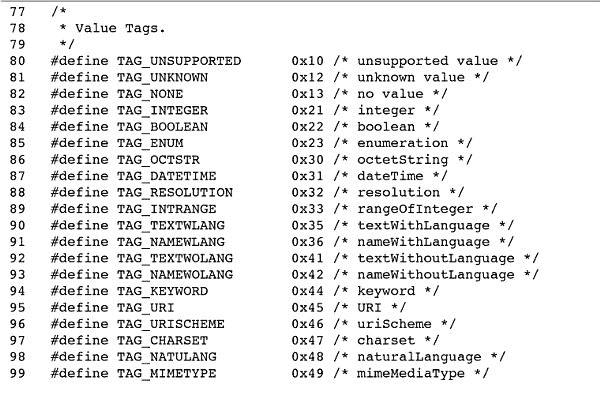 77 /*
78 * Value Tags.
79 */
80 #define TAG_UNSUPPORTED 0x10 /* unsupported value */
81 #define TAG_UNKNOWN 0x12 /* unknown value */
82 #define TAG_NONE 0x13 /* no value */
83 #define TAG_INTEGER 0x21 /* integer */
84 #define TAG_BOOLEAN 0x22 /* boolean */
85 #define TAG_ENUM 0x23 /* enumeration */
86 #define TAG_OCTSTR 0x30 /* octetString */
87 #define TAG_DATETIME 0x31 /* dateTime */
88 #define TAG_RESOLUTION 0x32 /* resolution */
89 #define TAG_INTRANGE 0x33 /* rangeOfInteger */
90 #define TAG_TEXTWLANG 0x35 /* textWithLanguage */
91 #define TAG_NAMEWLANG 0x36 /* nameWithLanguage */
92 #define TAG_TEXTWOLANG 0x41 /* textWithoutLanguage */
93 #define TAG_NAMEWOLANG 0x42 /* nameWithoutLanguage */
94 #define TAG_KEYWORD 0x44 /* keyword */
95 #define TAG_URI 0x45 /* URI */
96 #define TAG_URISCHEME 0x46 /* uriScheme */
97 #define TAG_CHARSET 0x47 /* charset */
98 #define TAG_NATULANG 0x48 /* naturalLanguage */
99 #define TAG_MIMETYPE 0x49 /* mimeMediaType */